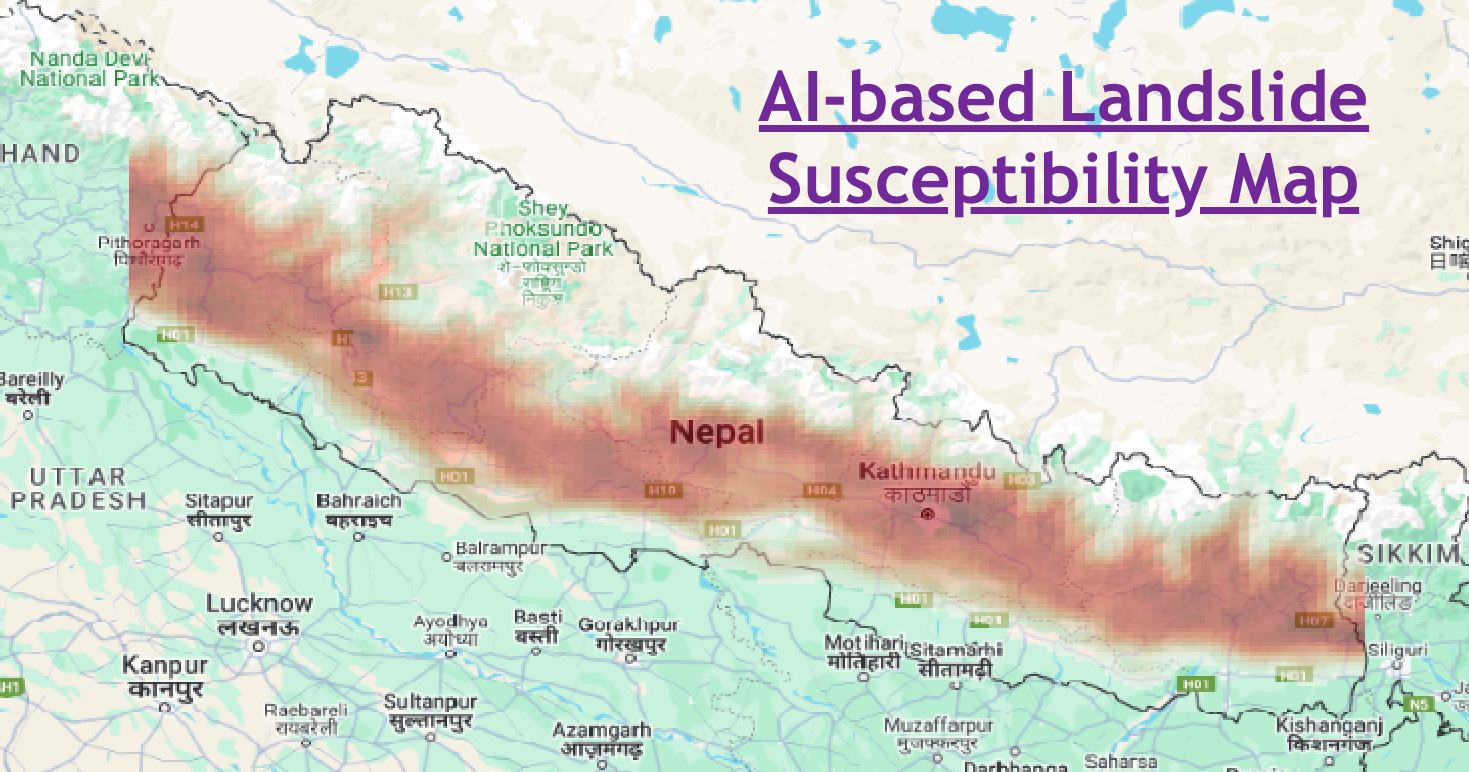 Nanda Devi
National Park
AI-based Landslide
Susceptibility Map
HAND
Shey
Phoksundo
National Park
शे-फोक्सुन्डो
राष्ट्रिय
निकुञ्ज
H14
Pithoragarh
पिथौरागढ़
H13
H01
H1
3
Bareilly
बरेली
Nepal
Kathmandu
काठमाडौं
H03
H01
H10
H04
H01
UTTAR
PRADESH
Sitapur
सीतापुर
Bahraich
बहराइच
Balrampur
बलरामपुर
SIKKIM
Darjeeling
दार्जीलिङ
H01
H01
H07
Lucknow
लखनऊ
Ayodhya
अयोध्या
Basti
बस्ती
Gorakhpur
गोरखपुर
Motihari
मोतिहारी
Sitamarhi
सीतामढ़ी
Siliguri
Kanpur
कानपुर
H01
H01
N5
Raebareli
रायबरेली
Sultanpur
सुल्तानपुर
Azamgarh
आज़मगढ़
Muzaffarpur
मुजफ्फरपुर
Kishanganj
किशनगंज
Darbhanga
Saharsa